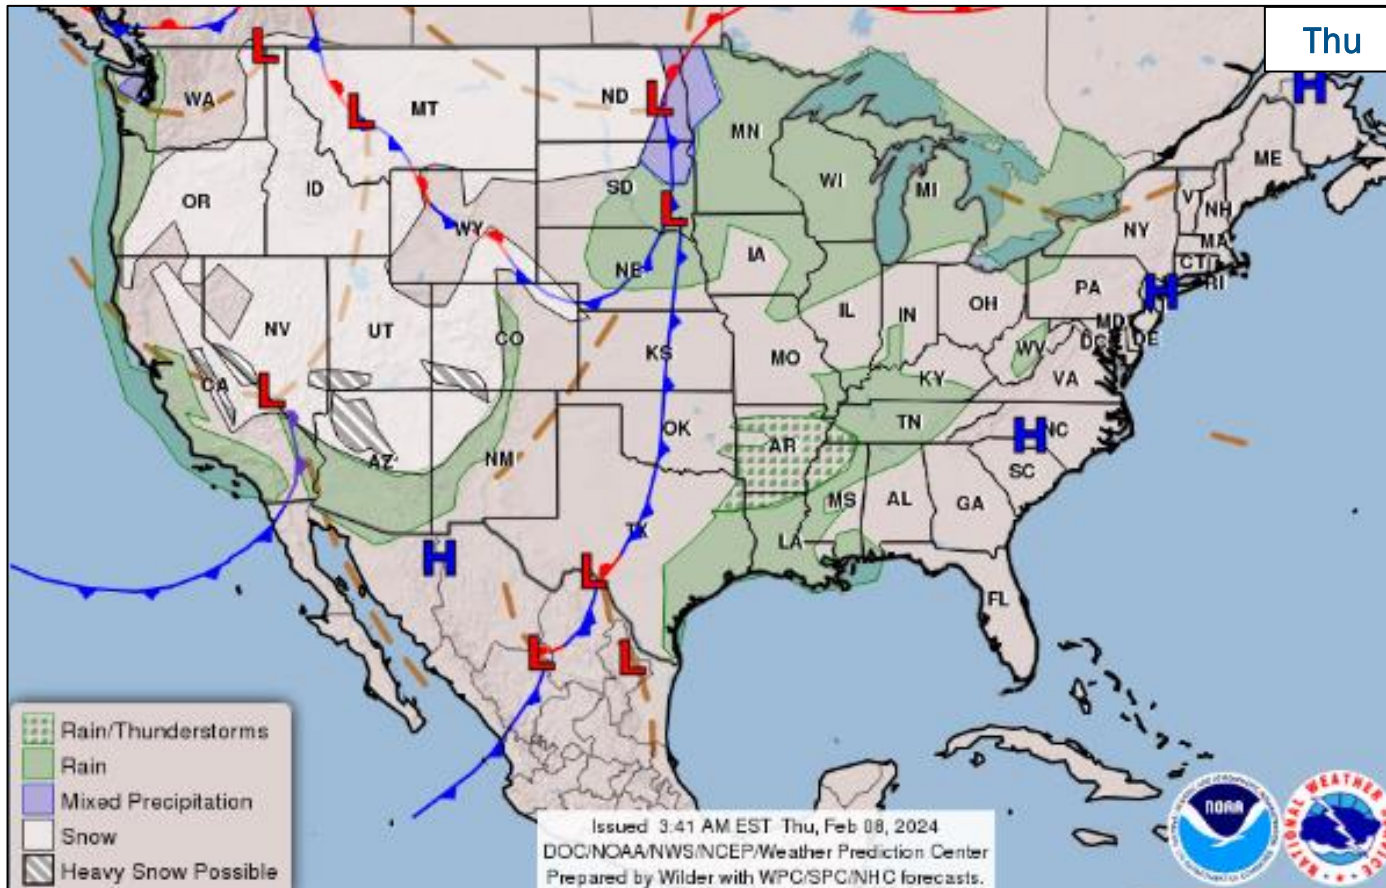 Thu
L
H
WA
L
MT
ND
L
MN
ME
OR
ID
SD
WI
MI
VT
NH
WY
L
NY
MA
CT
RI
NE
IA
PA
H
NV
UT
CO
IL
IN
OH
MD
DE
DC
WV
KS
MO
CA
L
KY
VA
OK
TN
NC
H
AZ
NM
AR
SC
MS
AL
GA
TX
LA
H
L
FL
L
L
Rain/Thunderstorms
Rain
Mixed Precipitation
Snow
Heavy Snow Possible
Issued 3:41 AM EST Thu, Feb 08, 2024
DOC/NOAA/NWS/NCEP/Weather Prediction Center
Prepared by Wilder with WPC/SPC/NHC forecasts.
NOAA
NATIONAL WEATHER SERVICE